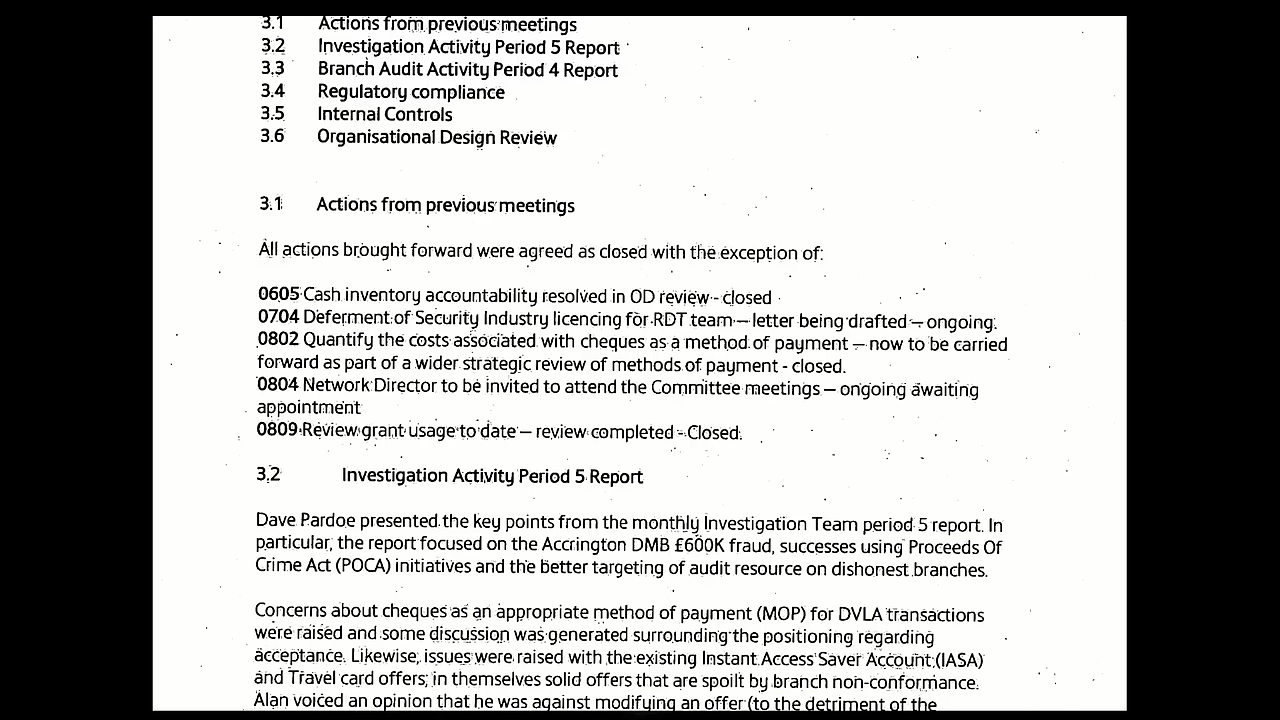 3.1 Actions from previous meetings
3.2 Investigation Activity Period 5 Report
3.3 Branch Audit Activity Period 4 Report
3.4 Regulatory compliance
3.5 Internal Controls
3.6 Organisational Design Review
3.1 Actions from previous meetings
All actions brought forward were agreed as closed with the exception of:
0605 Cash inventory accountability resolved in OD review - closed
0704 Deferment of Security Industry licencing for RDT team – letter being drafted – ongoing.
0802 Quantify the costs associated with cheques as a method of payment – now to be carried
forward as part of a wider strategic review of methods of payment - closed.
0804 Network Director to be invited to attend the Committee meetings – ongoing awaiting
appointment
0809 Review grant usage to date – review completed - Closed.
3.2 Investigation Activity Period 5 Report
Dave Pardoe presented the key points from the monthly Investigation Team period 5 report. In
particular, the report focused on the Accrington DMB £600K fraud, successes using Proceeds Of
Crime Act (POCA) initiatives and the better targeting of audit resource on dishonest branches.
Concerns about cheques as an appropriate method of payment (MOP) for DVLA transactions
were raised and some discussion was generated surrounding the positioning regarding
acceptance. Likewise, issues were raised with the existing Instant Access Saver Account (IASA)
and Travel card offers; in themselves solid offers that are spoilt by branch non-conformance.
Alan voiced an opinion that he was against modifying an offer (to the detriment of the